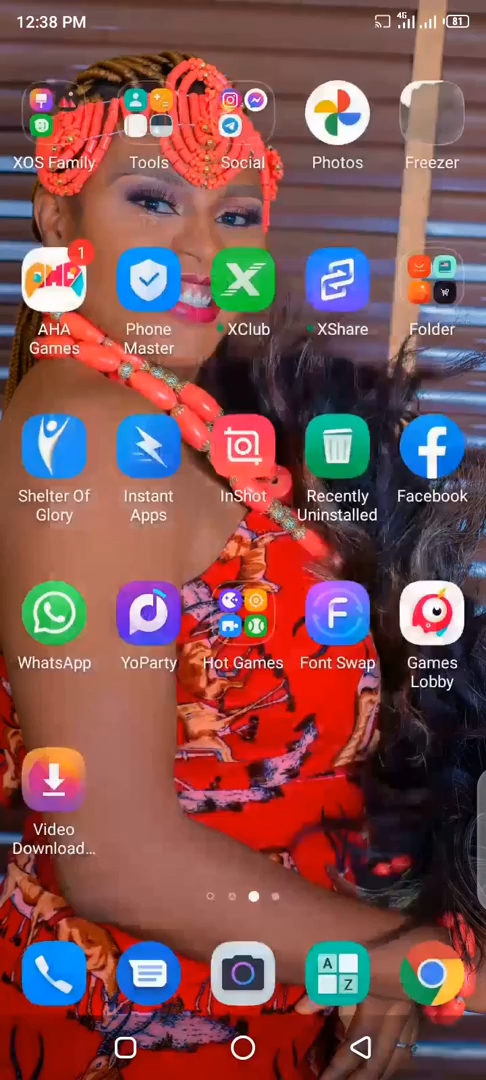 12:38 PM
4G
81
XOS Family
Tools
Social
Photos
Freezer
AHA
1
AHA
Games
Phone
Master
XClub
XShare
Folder
Shelter Of
Glory
Instant
Apps
InShot
Recently
Uninstalled
Facebook
WhatsApp
YoParty
Hot Games
Font Swap
Games
Lobby
Video
Download...
A
Z